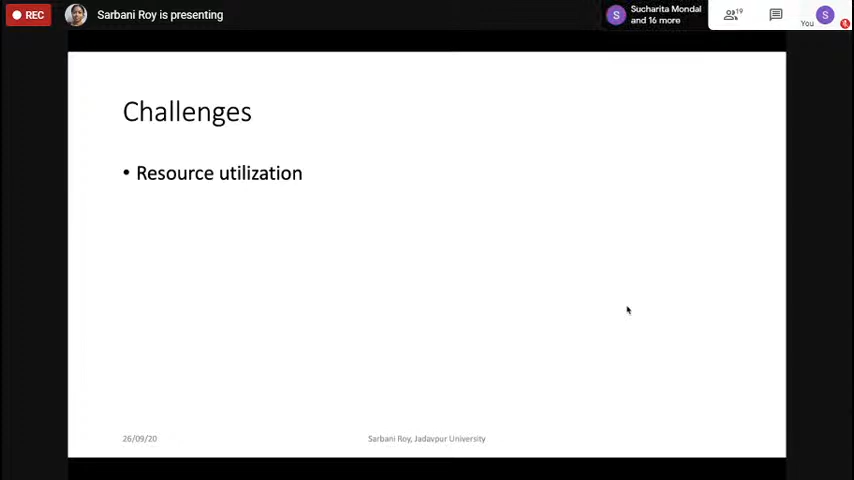 REC
Sarbani Roy is presenting
S
Sucharita Mondal
and 16 more
19
You
S
Challenges
• Resource utilization
26/09/20
Sarbani Roy, Jadavpur University